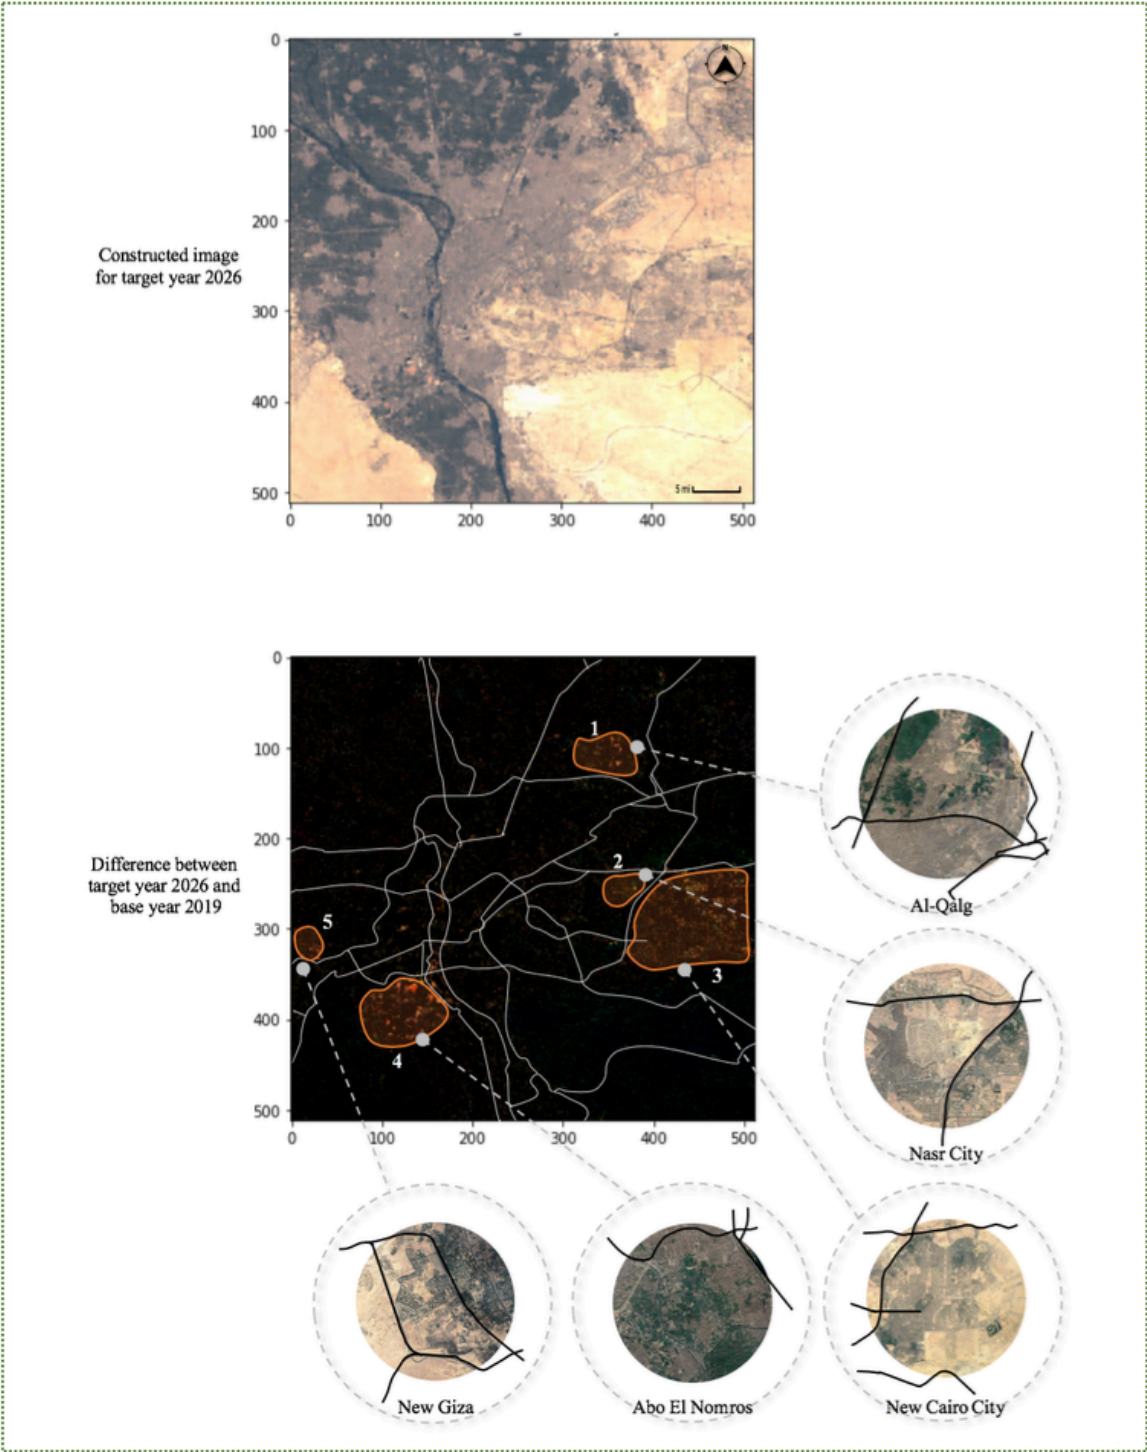 0
N
100
200
Constructed image
for target year 2026
300
400
500
5 mi
0 100 200 300 400 500
0
1
100
200
2
Difference between
target year 2026 and
base year 2019
Al-Qalg
5
300
3
400
4
500
0 100 200 300 400 500
Nasr City
New Giza
Abo El Nomros
New Cairo City